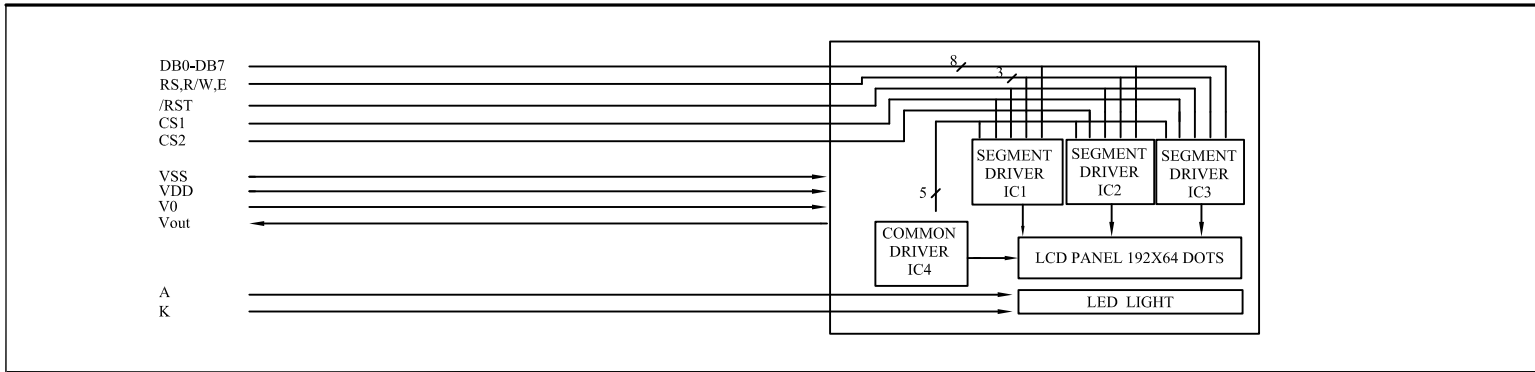 DB0-DB7
RS,R/W,E
/RST
CS1
CS2
VSS
VDD
V0
Vout
A
K
8
3
5
SEGMENT
DRIVER
IC1
SEGMENT
DRIVER
IC2
SEGMENT
DRIVER
IC3
COMMON
DRIVER
IC4
LCD PANEL 192X64 DOTS
LED LIGHT